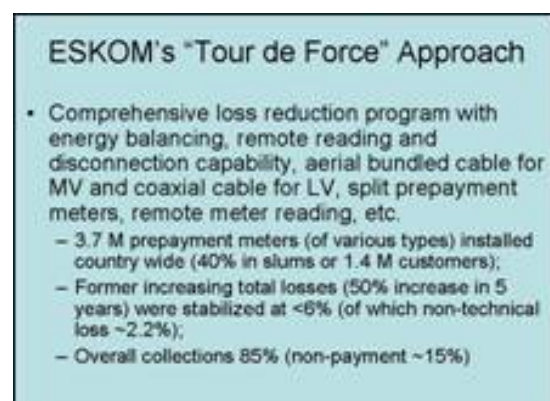 ESKOM's "Tour de Force" Approach
• Comprehensive loss reduction program with
energy balancing, remote reading and
disconnection capability, aerial bundled cable for
MV and coaxial cable for LV, split prepayment
meters, remote meter reading, etc.
– 3.7 M prepayment meters (of various types) installed
country wide (40% in slums or 1.4 M customers);
– Former increasing total losses (50% increase in 5
years) were stabilized at <6% (of which non-technical
loss ~2.2%);
– Overall collections 85% (non-payment ~15%)